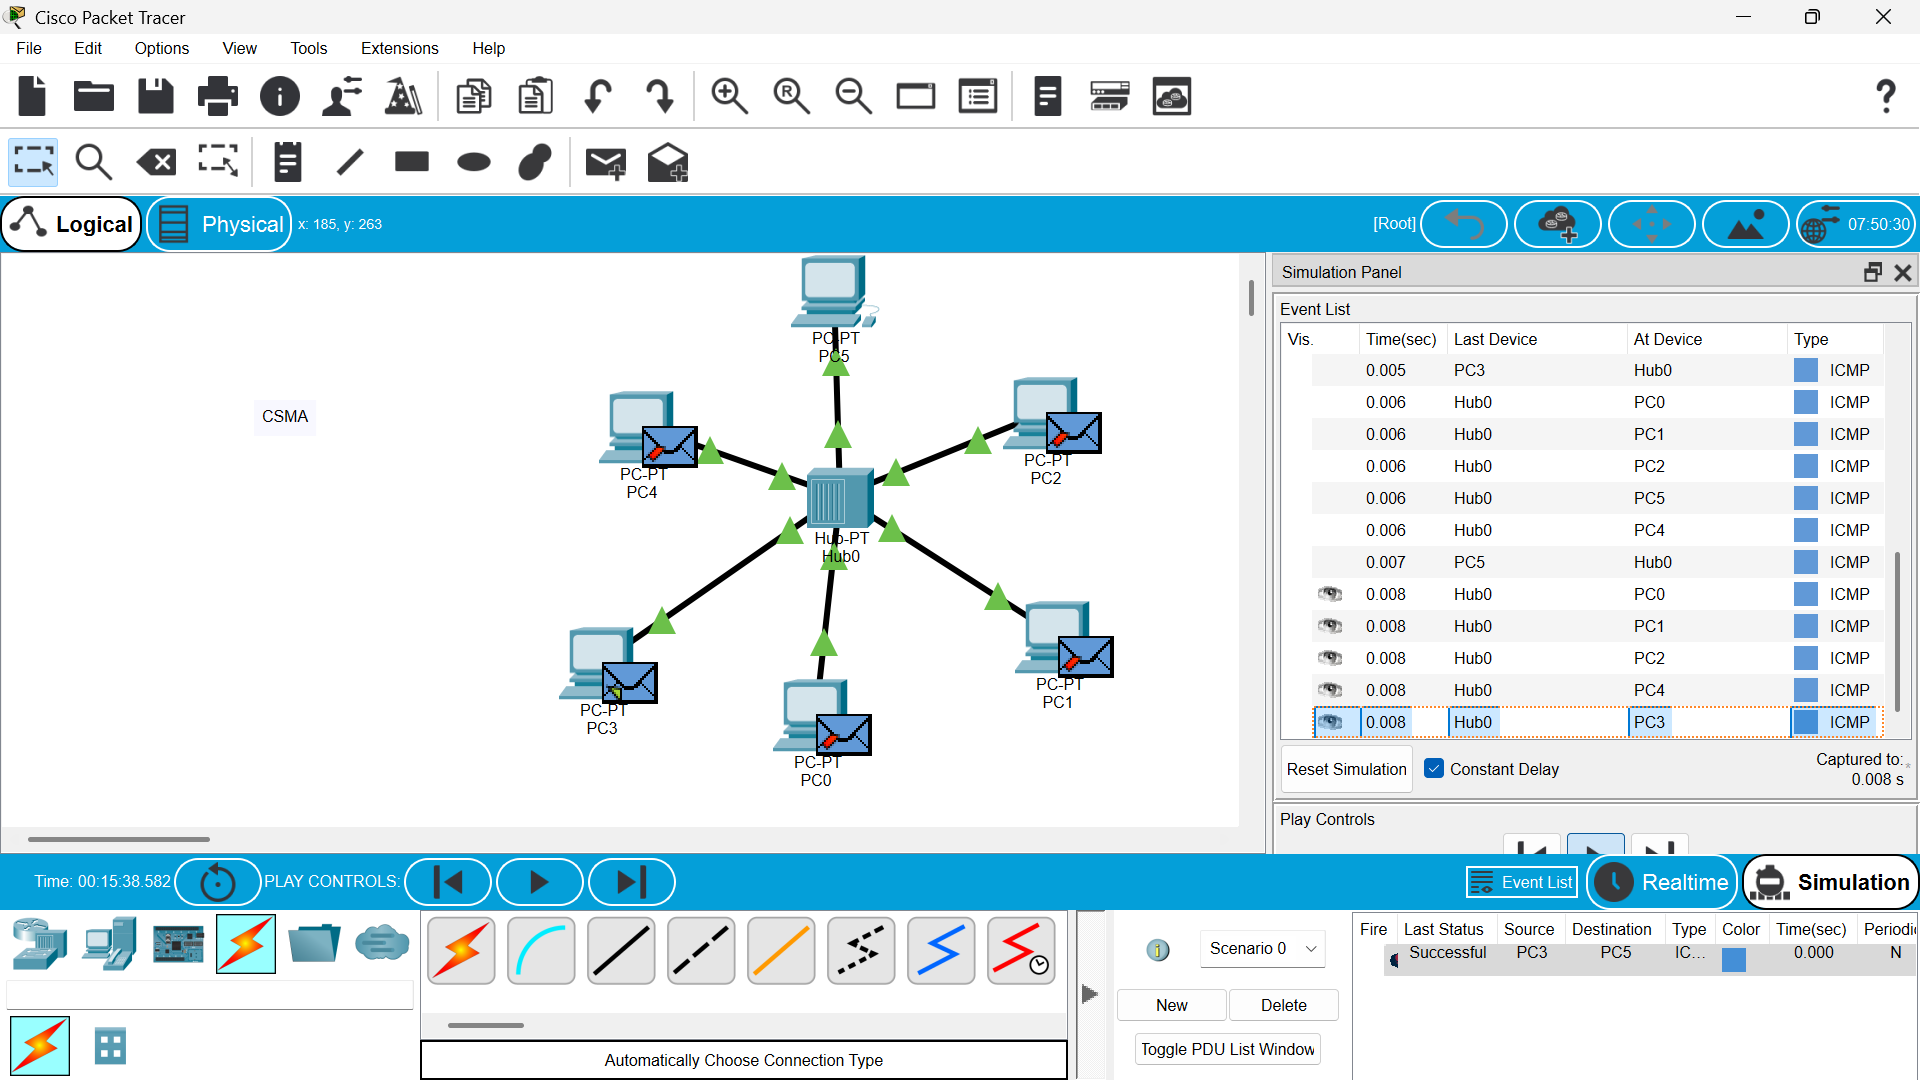 Cisco Packet Tracer
File Edit Options View Tools Extensions Help
Logical Physical x: 185, y: 263 [Root] 07:50:30
CSMA
PC-PT
PC5
PC-PT
PC4
PC-PT
PC2
Hub-PT
Hub0
PC-PT
PC3
PC-PT
PC1
PC-PT
PC0
Simulation Panel
Event List
Vis. Time(sec) Last Device At Device Type
0.005 PC3 Hub0 ICMP
0.006 Hub0 PC0 ICMP
0.006 Hub0 PC1 ICMP
0.006 Hub0 PC2 ICMP
0.006 Hub0 PC5 ICMP
0.006 Hub0 PC4 ICMP
0.007 PC5 Hub0 ICMP
0.008 Hub0 PC0 ICMP
0.008 Hub0 PC1 ICMP
0.008 Hub0 PC2 ICMP
0.008 Hub0 PC4 ICMP
0.008 Hub0 PC3 ICMP
Reset Simulation Constant Delay Captured to: *
0.008 s
Play Controls
Time: 00:15:38.582 PLAY CONTROLS: Event List Realtime Simulation
Scenario 0
New Delete
Toggle PDU List Window
Automatically Choose Connection Type
Fire Last Status Source Destination Type Color Time(sec) Periodi
Successful PC3 PC5 IC... 0.000 N